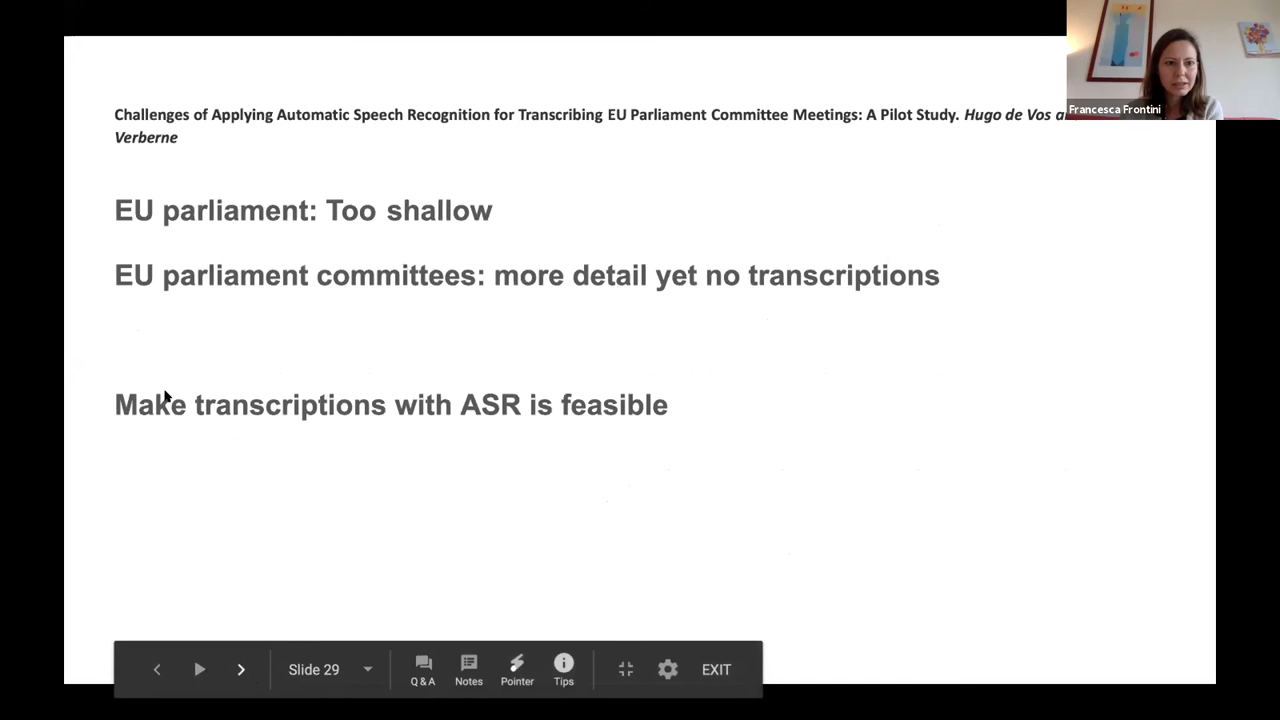 Francesca Frontini
Challenges of Applying Automatic Speech Recognition for Transcribing EU Parliament Committee Meetings: A Pilot Study. Hugo de Vos
Verberne
EU parliament: Too shallow
EU parliament committees: more detail yet no transcriptions
Make transcriptions with ASR is feasible
Slide 29
Q & A
Notes
Pointer
Tips
EXIT